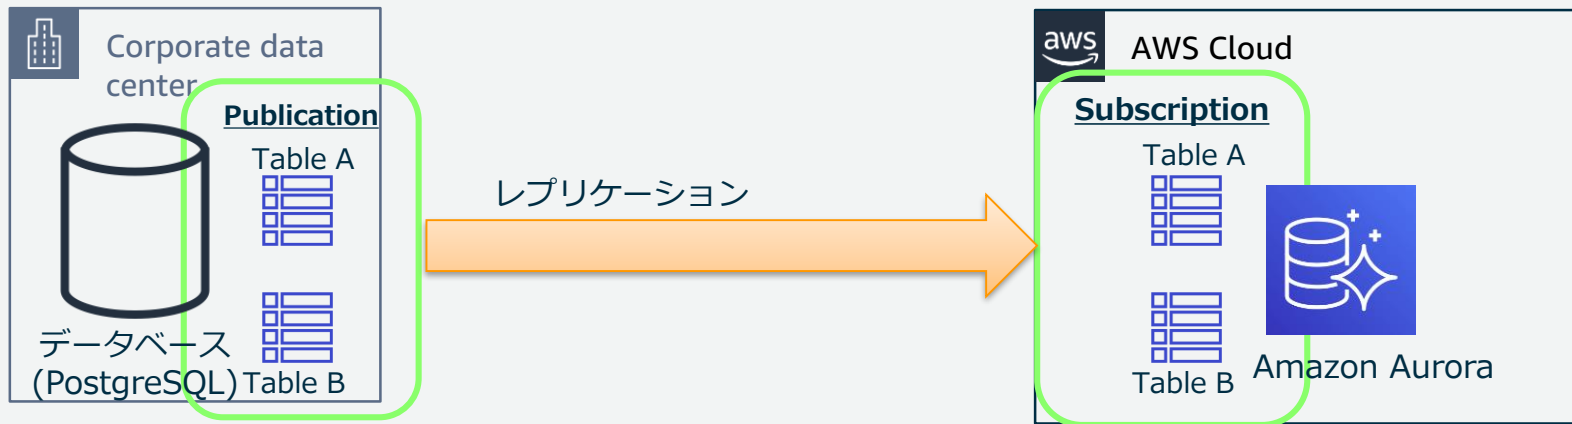 Corporate data
center
Publication
Table A
データベース
(PostgreSQL)
Table B
レプリケーション
aws
AWS Cloud
Subscription
Table A
Table B
Amazon Aurora